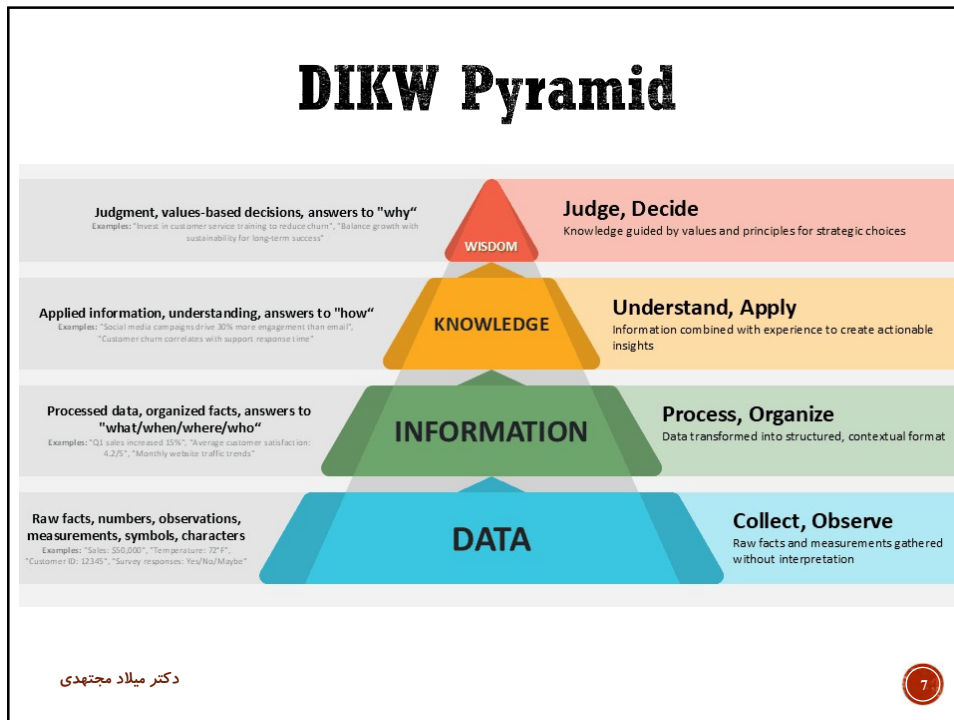 DIKW Pyramid
Judgment, values-based decisions, answers to "why“
Examples: "Invest in customer service training to reduce churn", "Balance growth with
sustainability for long-term success"
WISDOM
Judge, Decide
Knowledge guided by values and principles for strategic choices
Applied information, understanding, answers to "how“
Examples: "Social media campaigns drive 30% more engagement than email",
"Customer churn correlates with support response time"
KNOWLEDGE
Understand, Apply
Information combined with experience to create actionable
insights
Processed data, organized facts, answers to
"what/when/where/who“
Examples: "Q1 sales increased 15%", "Average customer satisfaction:
4.2/5", "Monthly website traffic trends"
INFORMATION
Process, Organize
Data transformed into structured, contextual format
Raw facts, numbers, observations,
measurements, symbols, characters
Examples: "Sales: $50,000", "Temperature: 72°F",
"Customer ID: 12345", "Survey responses: Yes/No/Maybe"
DATA
Collect, Observe
Raw facts and measurements gathered
without interpretation
دکتر میلاد مجتهدی
7